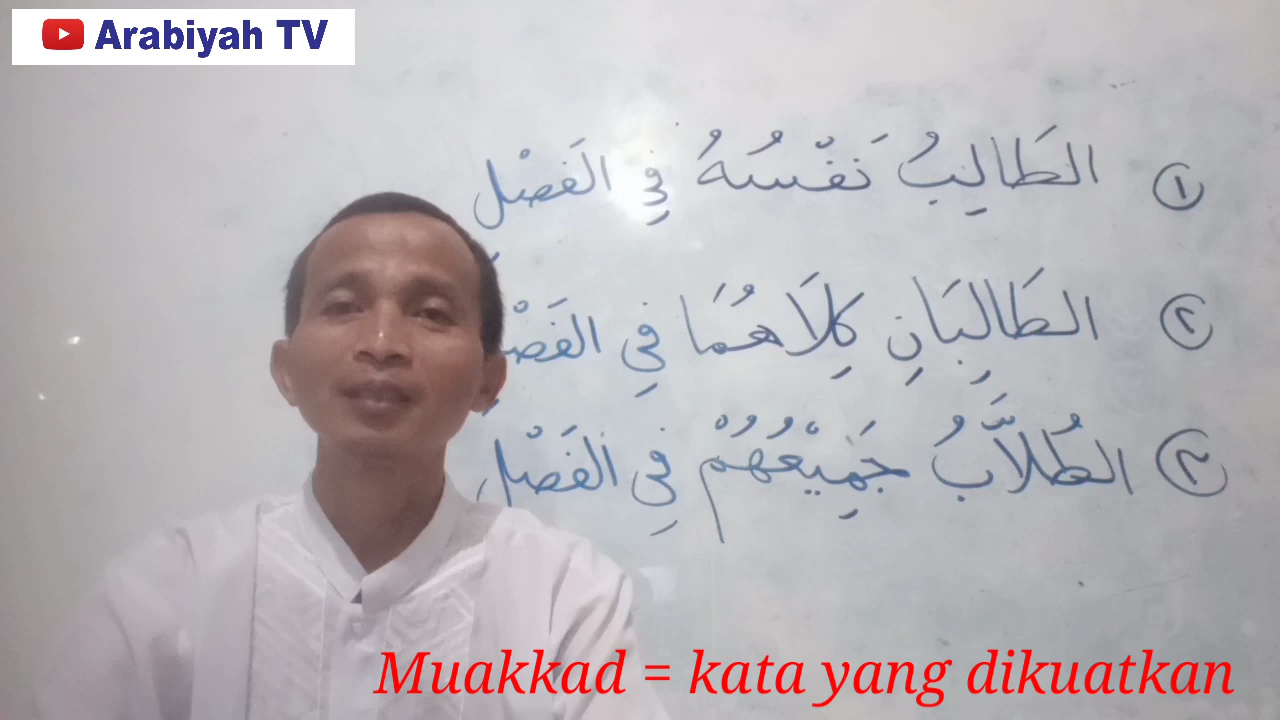 Arabiyah TV
١ الطَالِبُ نَفْسُهُ فِي الفَصْلِ
٢ الطَالِبَانِ كِلَاهُمَا فِي الفَصْ
٣ الطُلاَّبُ جَمِيْعُهُمْ فِي الفَصْلِ
Muakkad = kata yang dikuatkan